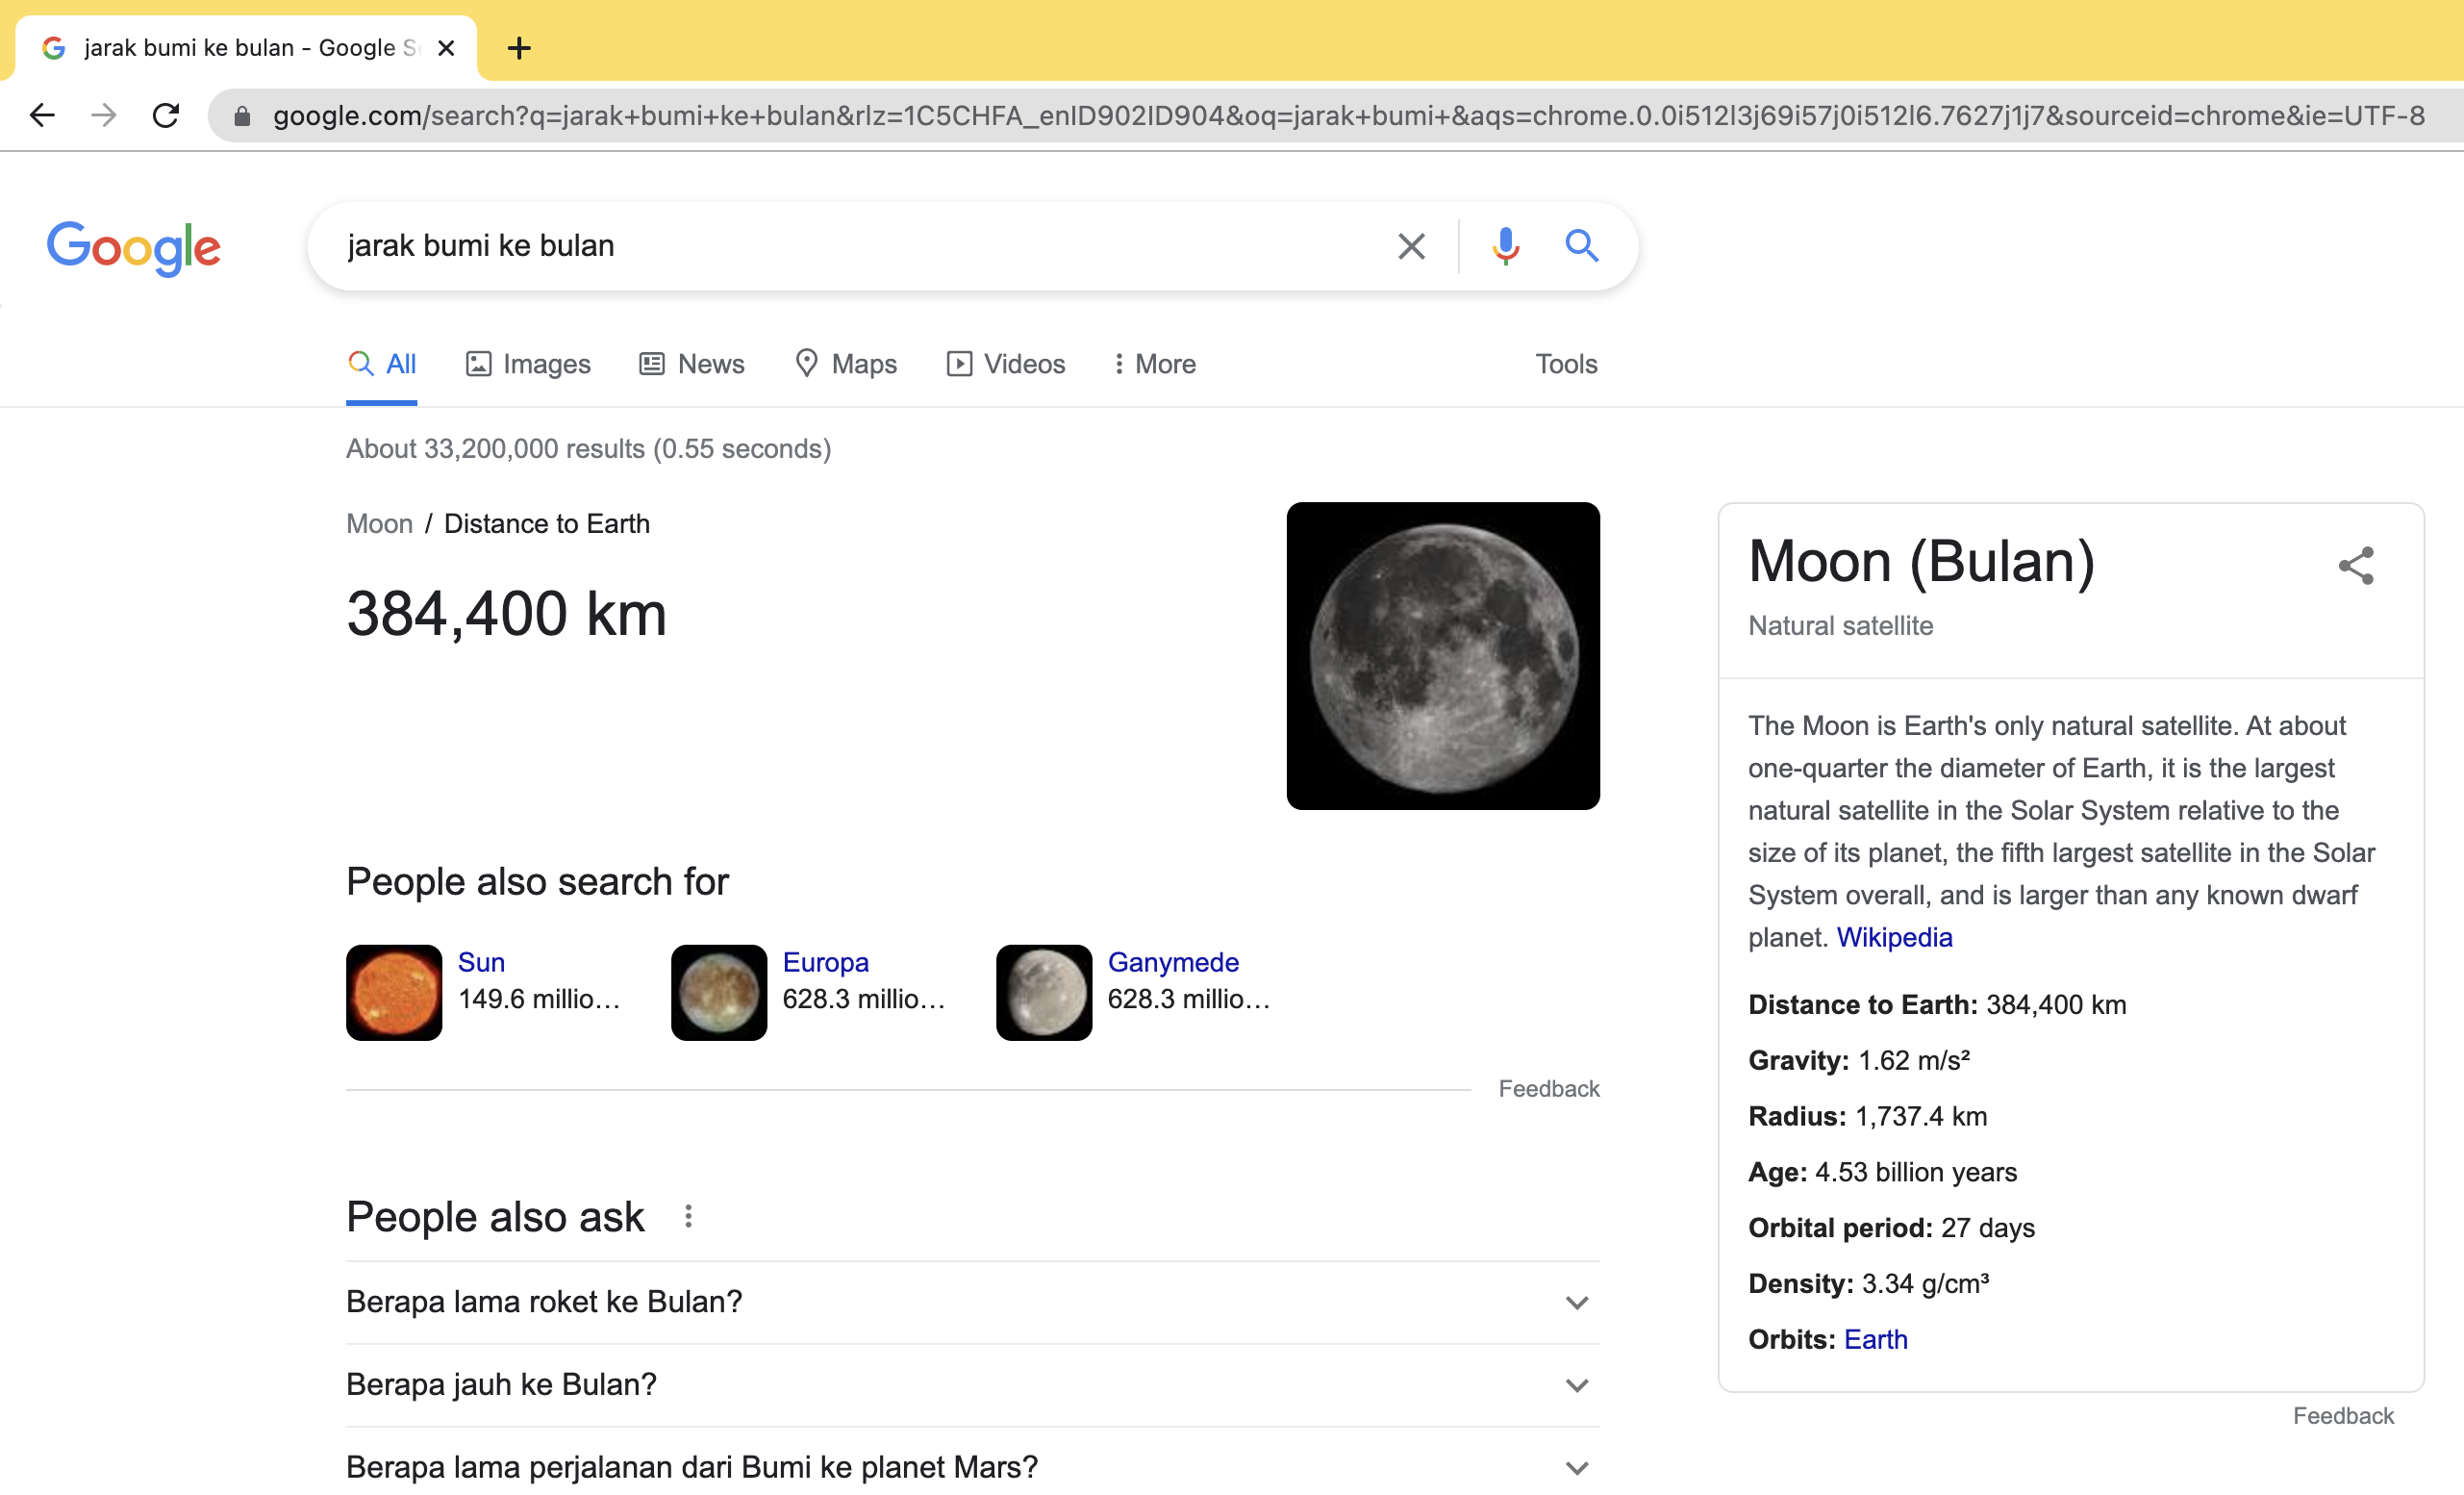 jarak bumi ke bulan - Google S
google.com/search?q=jarak+bumi+ke+bulan&rlz=1C5CHFA_enID902ID904&oq=jarak+bumi+&aqs=chrome.0.0i512l3j69i57j0i512l6.7627j1j7&sourceid=chrome&ie=UTF-8
Google
jarak bumi ke bulan
All Images News Maps Videos More Tools
About 33,200,000 results (0.55 seconds)
Moon / Distance to Earth
384,400 km
People also search for
Sun
149.6 millio...
Europa
628.3 millio...
Ganymede
628.3 millio...
Feedback
People also ask
Berapa lama roket ke Bulan?
Berapa jauh ke Bulan?
Berapa lama perjalanan dari Bumi ke planet Mars?
Moon (Bulan)
Natural satellite
The Moon is Earth's only natural satellite. At about
one-quarter the diameter of Earth, it is the largest
natural satellite in the Solar System relative to the
size of its planet, the fifth largest satellite in the Solar
System overall, and is larger than any known dwarf
planet. Wikipedia
Distance to Earth: 384,400 km
Gravity: 1.62 m/s²
Radius: 1,737.4 km
Age: 4.53 billion years
Orbital period: 27 days
Density: 3.34 g/cm³
Orbits: Earth
Feedback